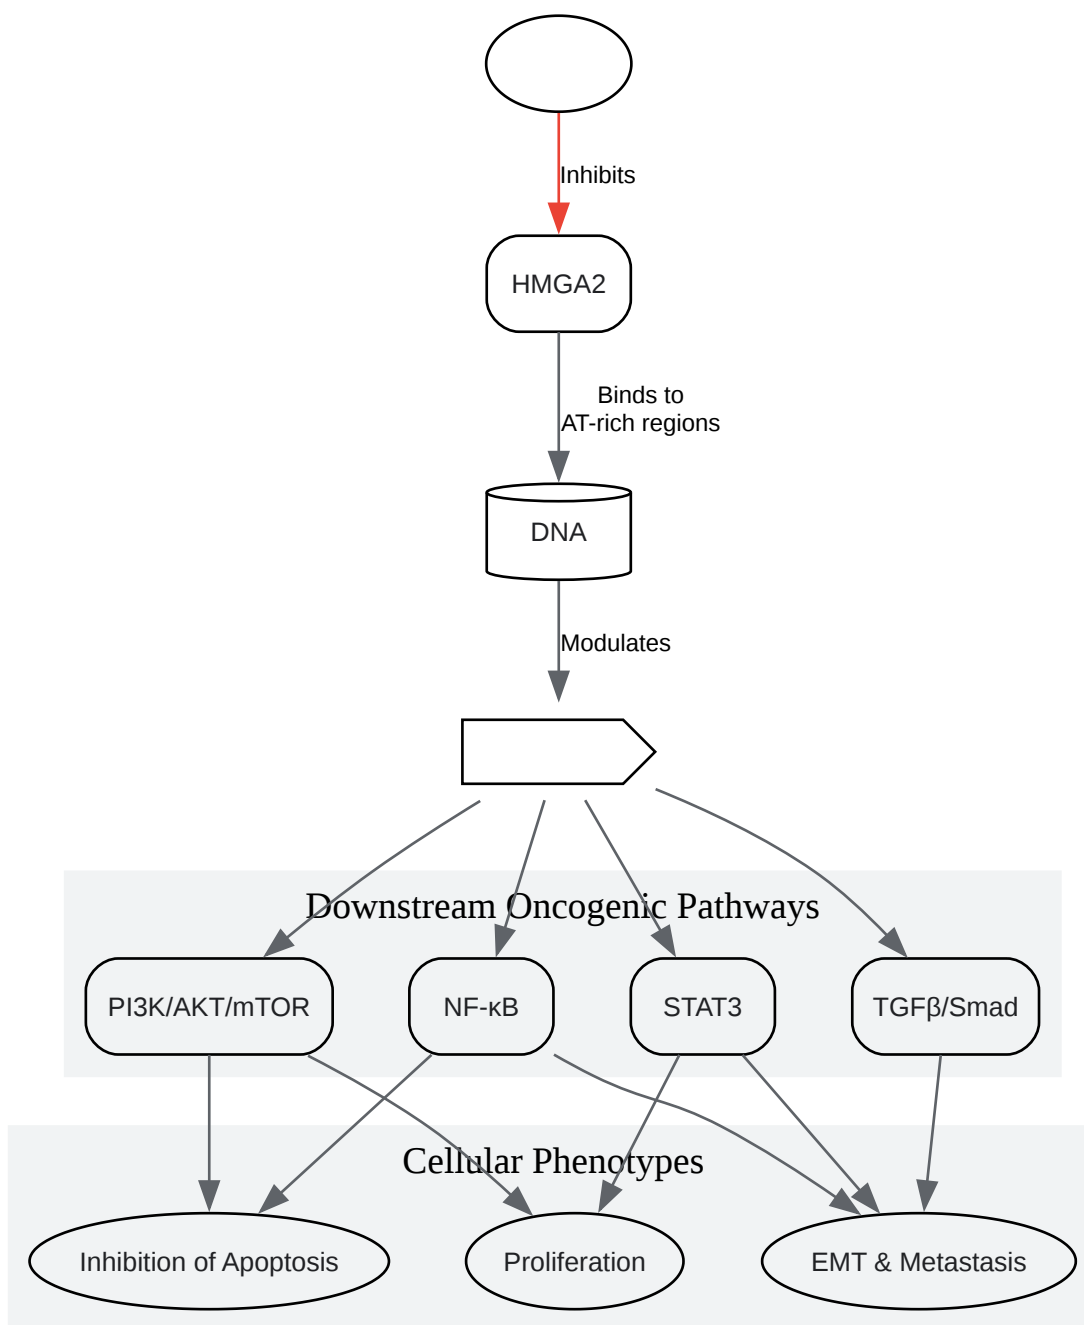 Inhibits
HMGA2
Binds to
AT-rich regions
DNA
Modulates
Downstream Oncogenic Pathways
PI3K/AKT/mTOR
NF-κB
STAT3
TGFβ/Smad
Cellular Phenotypes
Inhibition of Apoptosis
Proliferation
EMT & Metastasis